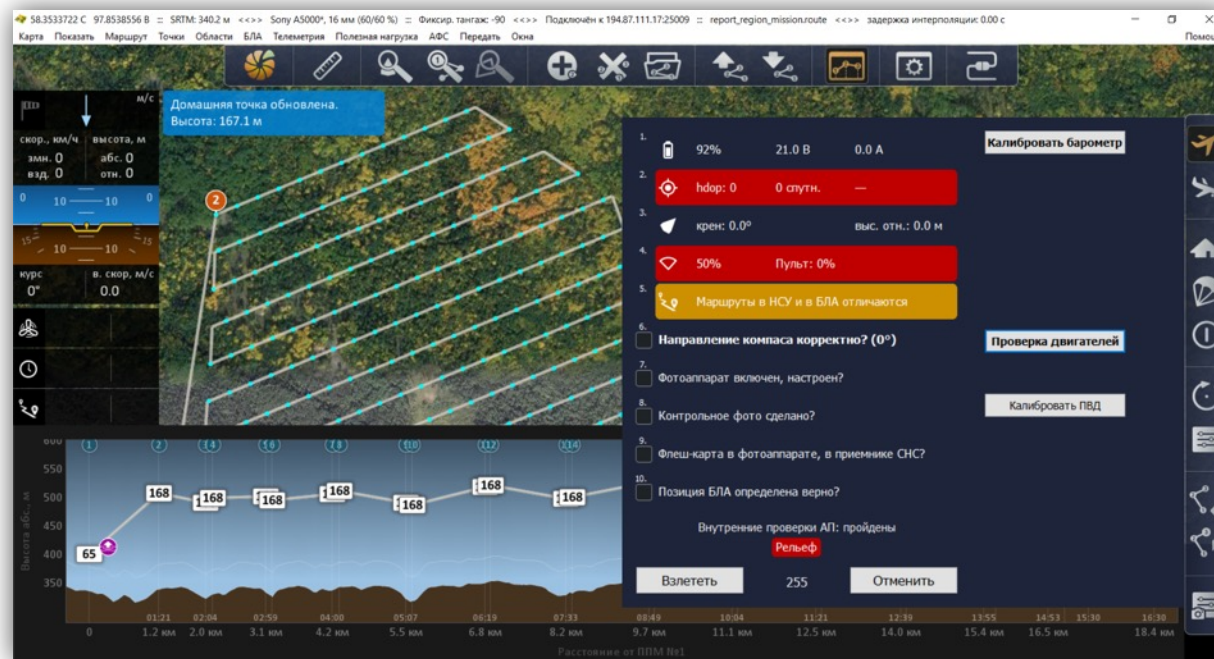 58.3533722 С 97.8538556 В :: SRTM: 340.2 м <<>> Sony A5000*, 16 мм (60/60 %) :: Фиксир. тангаж: -90 <<>> Подключён к 194.87.111.17:25009 :: report_region_mission.route <<>> задержка интерполяции: 0.00 с
Карта Показать Маршрут Точки Области БЛА Телеметрия Полезная нагрузка АФС Передать Окна
м/с
Домашняя точка обновлена.
Высота: 167.1 м
скор., км/ч высота, м
змн. 0 абс. 0
взд. 0 отн. 0
0 10 10 0
15 15
10 10
курс в. скор, м/с
0° 0.0
2
1. 92% 21.0 В 0.0 А
Калибровать барометр
2. hdop: 0 0 спутн. —
3. крен: 0.0° выс. отн.: 0.0 м
4. 50% Пульт: 0%
5. Маршруты в НСУ и в БЛА отличаются
6. Направление компаса корректно? (0°)
Проверка двигателей
7. Фотоаппарат включен, настроен?
8. Контрольное фото сделано?
Калибровать ПВД
9. Флеш-карта в фотоаппарате, в приемнике СНС?
10. Позиция БЛА определена верно?
Внутренние проверки АП: пройдены
Рельеф
Взлететь 255 Отменить
Высота абс., м
600
550
500
450
400
350
1 2
65 168 168 168 168 168 168 168
01:21 02:04 02:59 04:00 05:07 06:19 07:33 08:49 10:04 11:21 12:39 13:55 14:53 15:30 16:30
0 1.2 км 2.0 км 3.1 км 4.2 км 5.5 км 6.8 км 8.2 км 9.7 км 11.1 км 12.5 км 14.0 км 15.4 км 16.5 км 18.4 км
Расстояние от ППМ №1